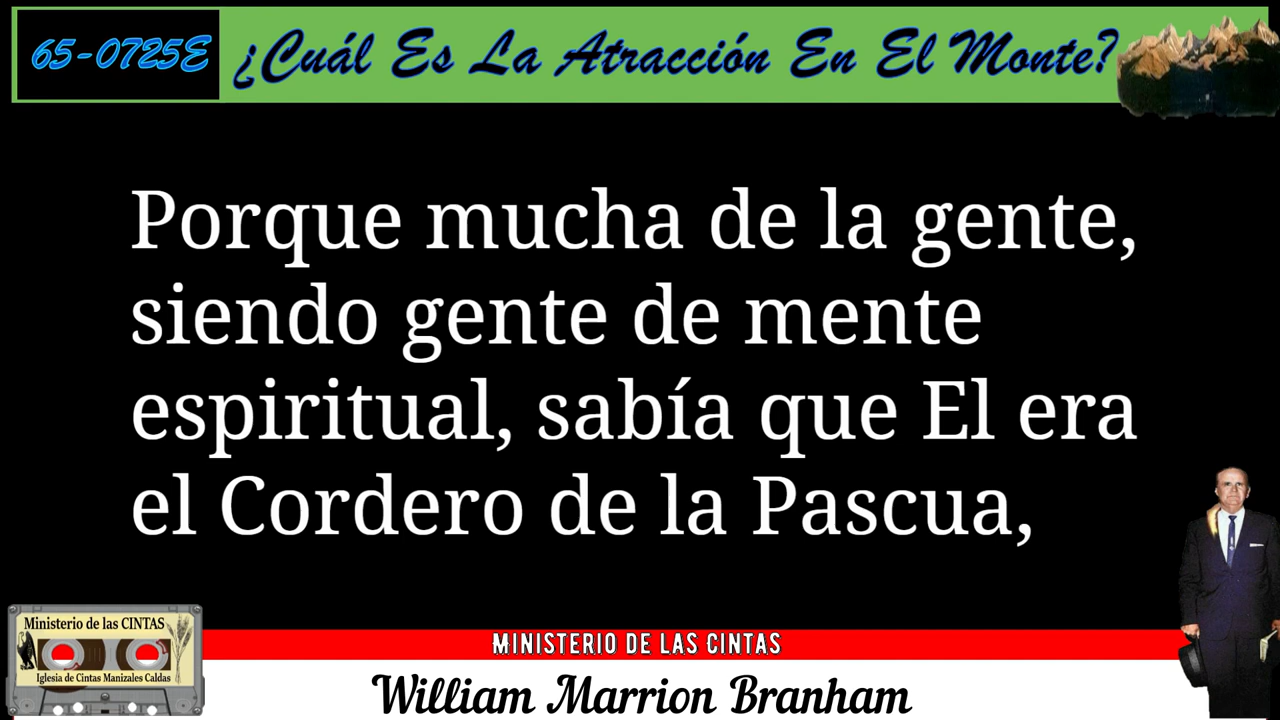 65-0725E ¿Cuál Es La Atracción En El Monte?
Porque mucha de la gente,
siendo gente de mente
espiritual, sabía que El era
el Cordero de la Pascua,
Ministerio de las CINTAS
Iglesia de Cintas Manizales Caldas
MINISTERIO DE LAS CINTAS
William Marrion Branham